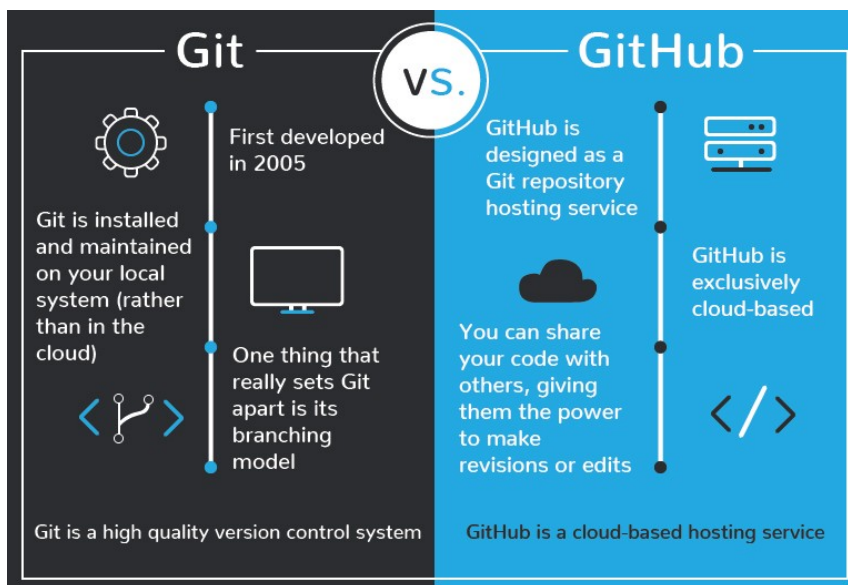 Git
vs.
GitHub
First developed
in 2005
Git is installed
and maintained
on your local
system (rather
than in the
cloud)
One thing that
really sets Git
apart is its
branching
model
Git is a high quality version control system
GitHub is
designed as a
Git repository
hosting service
GitHub is
exclusively
cloud-based
You can share
your code with
others, giving
them the power
to make
revisions or edits
GitHub is a cloud-based hosting service